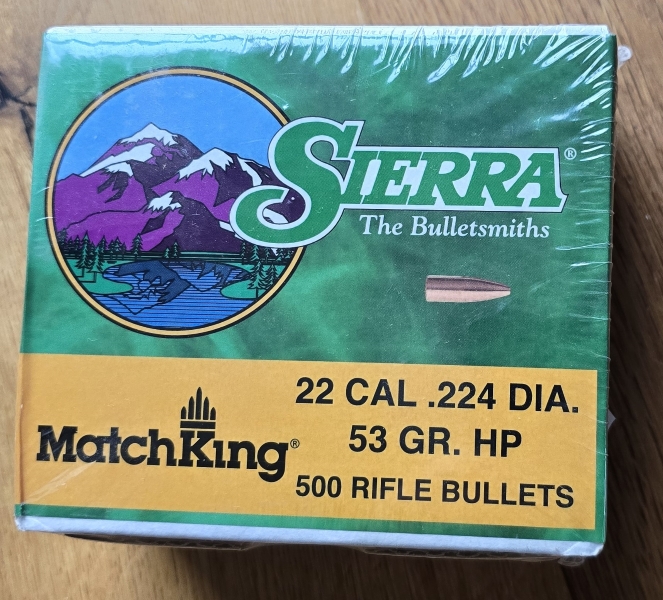 SIERRA®
The Bulletsmiths
22 CAL .224 DIA.
53 GR. HP
MatchKing®
500 RIFLE BULLETS